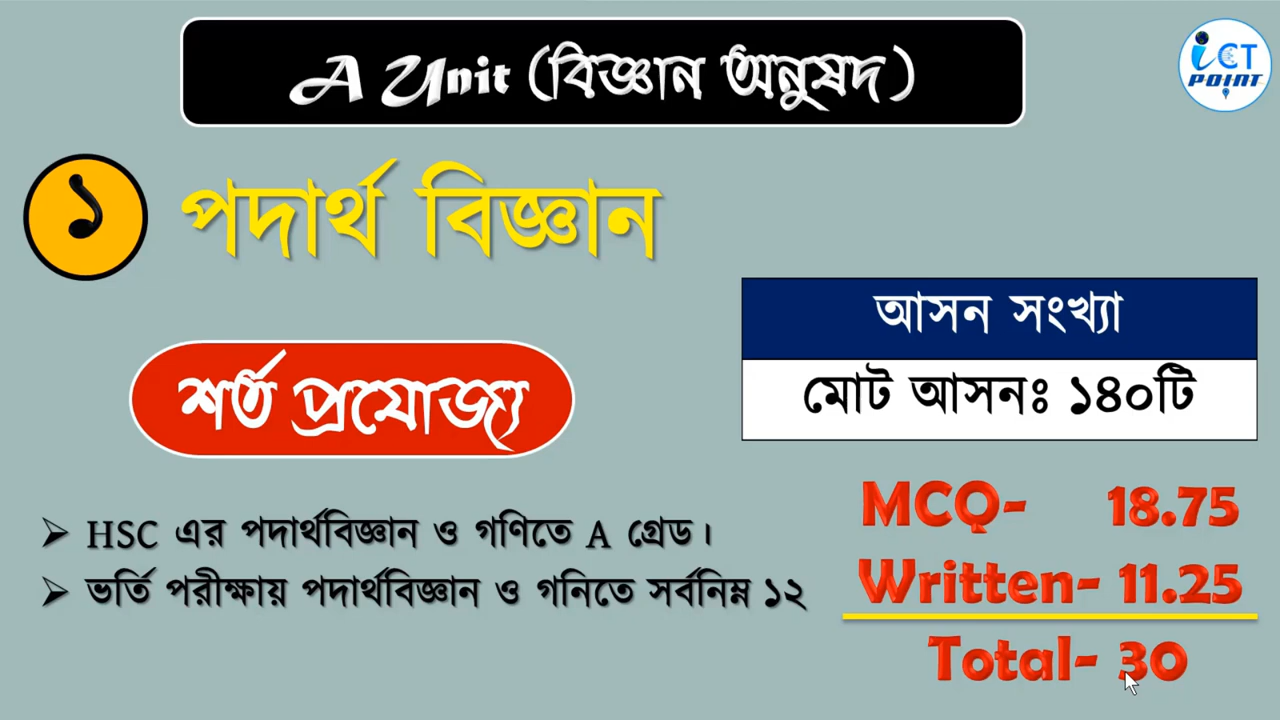 A Unit (বিজ্ঞান অনুষদ)
iCT
POINT
১ পদার্থ বিজ্ঞান
আসন সংখ্যা
মোট আসনঃ ১৪০টি
শর্ত প্রযোজ্য
MCQ- 18.75
Written- 11.25
Total- 30
➢ HSC এর পদার্থবিজ্ঞান ও গণিতে A গ্রেড।
➢ ভর্তি পরীক্ষায় পদার্থবিজ্ঞান ও গনিতে সর্বনিম্ন ১২